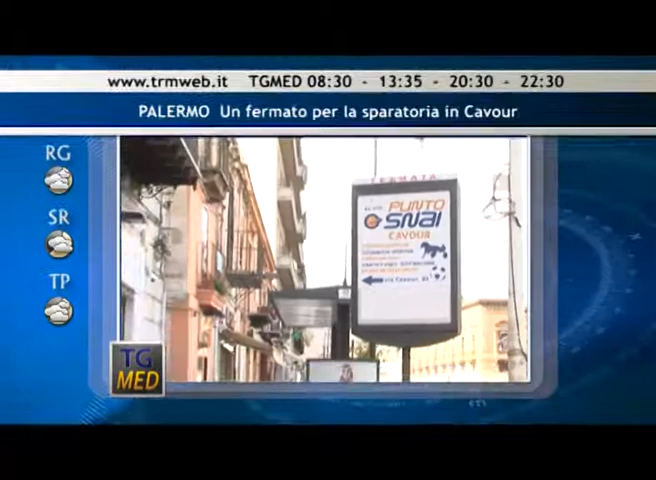 www.trmweb.it TGMED 08:30 - 13:35 - 20:30 - 22:30
PALERMO Un fermato per la sparatoria in Cavour
RG
SR
TP
FERMATA
PUNTO
SNAI
CAVOUR
TG
MED